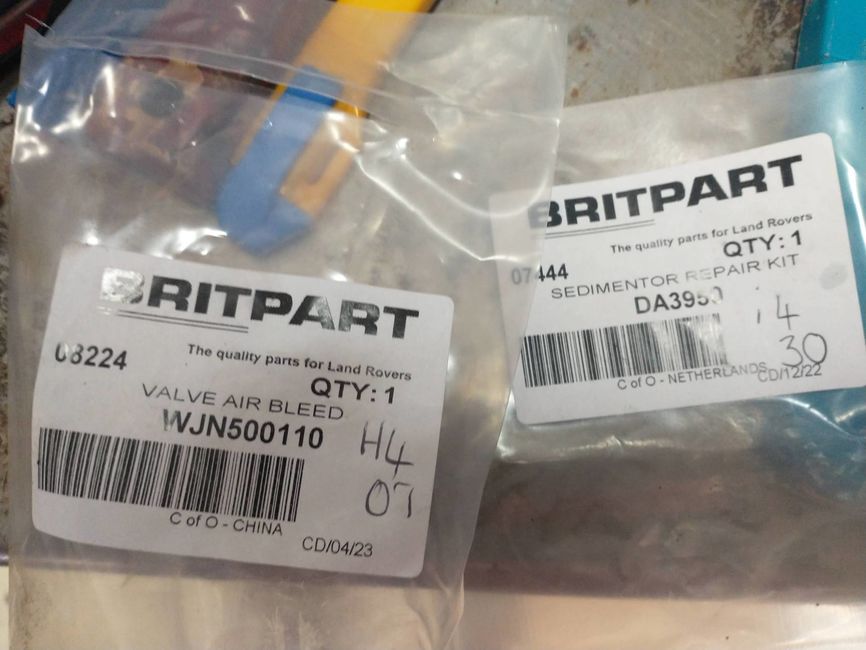 BRITPART
08224
The quality parts for Land Rovers
QTY: 1
VALVE AIR BLEED
WJN500110
H4
07
C of O - CHINA
CD/04/23
BRITPART
The quality parts for Land Rovers
07444
QTY: 1
SEDIMENTOR REPAIR KIT
DA3950
14
30
C of O - NETHERLANDS
CD/12/22